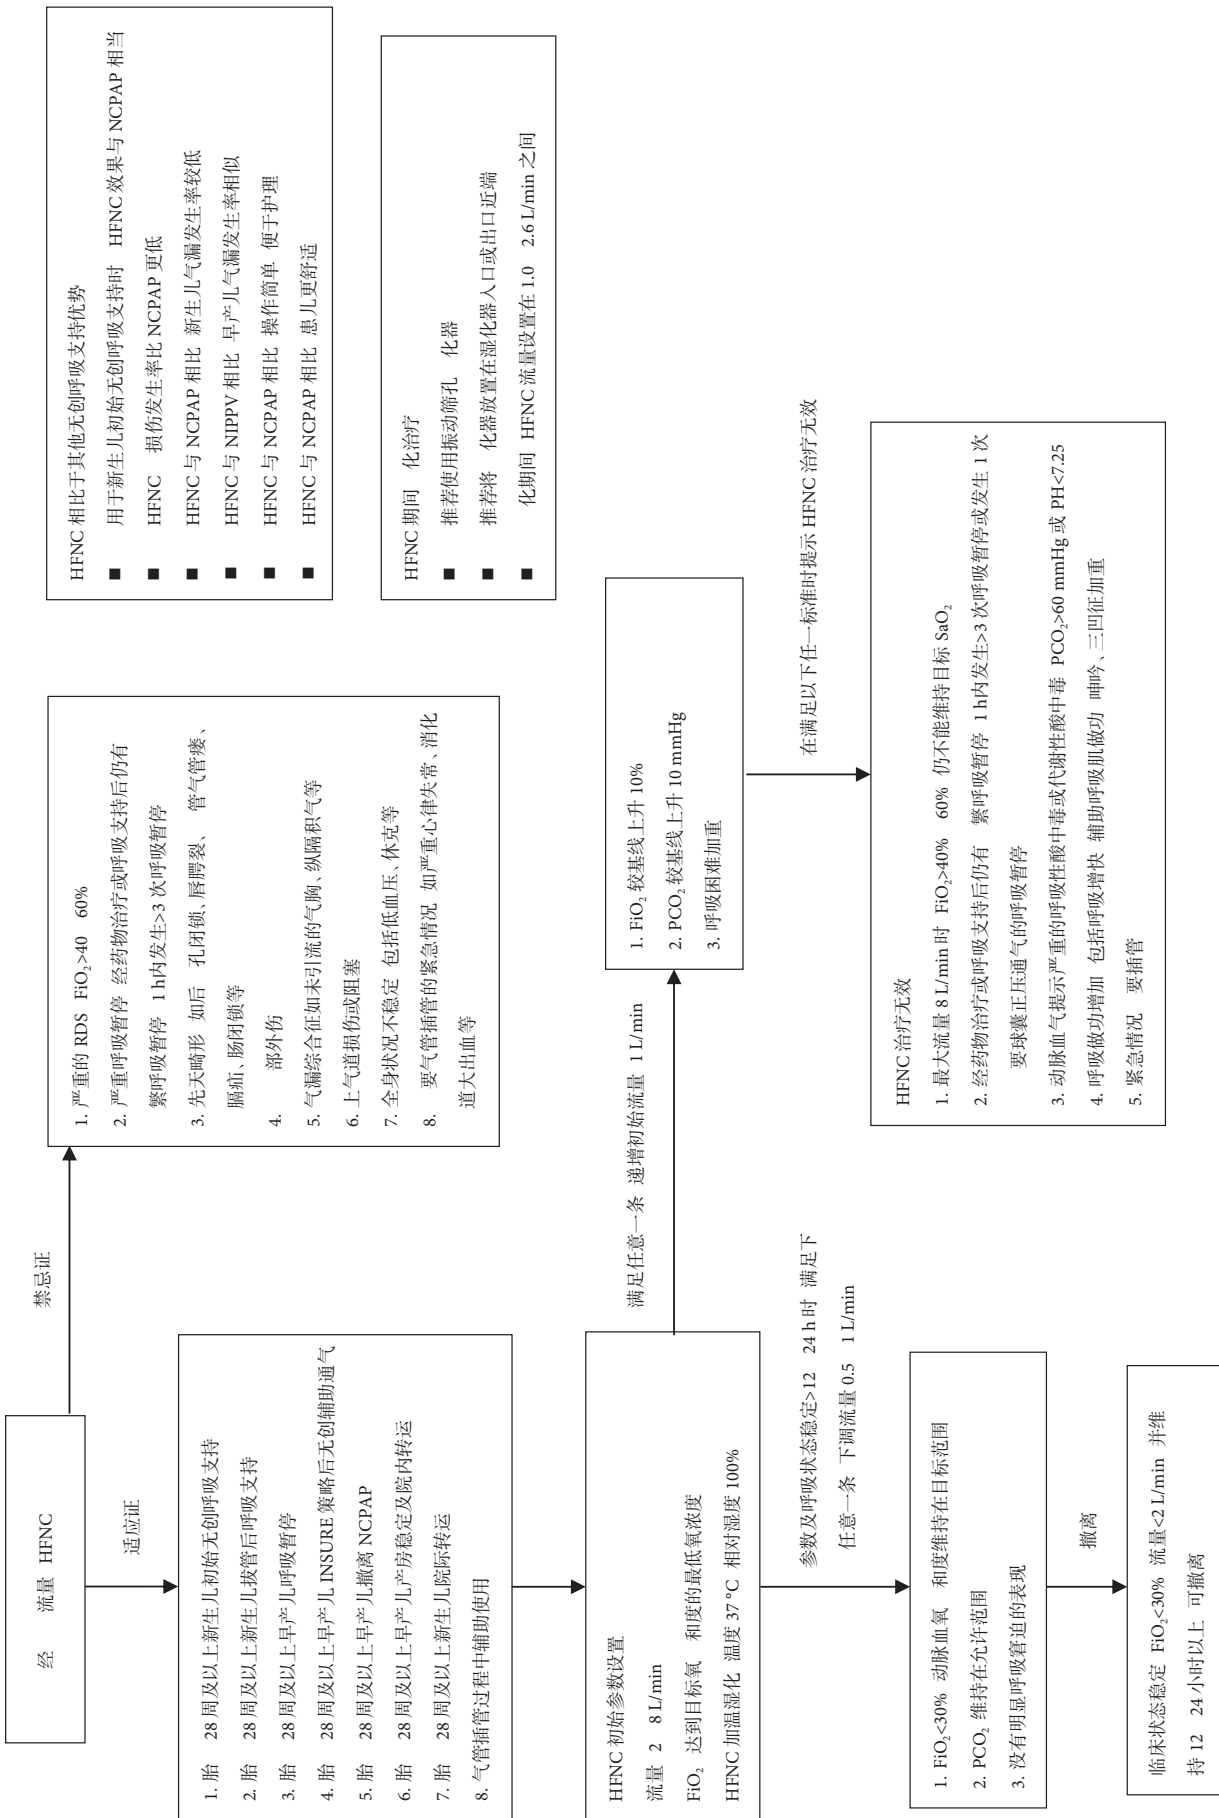 经 流量 HFNC
禁忌证
适应证
1. 严重的 RDS FiO₂>40 60%
2. 严重呼吸暂停 经药物治疗或呼吸支持后仍有
繁呼吸暂停 1 h内发生>3 次呼吸暂停
3. 先天畸形 如后 孔闭锁、唇腭裂、 管气管瘘、
膈疝、肠闭锁等
4. 部外伤
5. 气漏综合征如未引流的气胸、纵隔积气等
6. 上气道损伤或阻塞
7. 全身状况不稳定 包括低血压、休克等
8. 要气管插管的紧急情况 如严重心律失常、消化
道大出血等
HFNC 相比于其他无创呼吸支持优势
■ 用于新生儿初始无创呼吸支持时 HFNC 效果与 NCPAP 相当
■ HFNC 损伤发生率比 NCPAP 更低
■ HFNC 与 NCPAP 相比 新生儿气漏发生率较低
■ HFNC 与 NIPPV 相比 早产儿气漏发生率相似
■ HFNC 与 NCPAP 相比 操作简单 便于护理
■ HFNC 与 NCPAP 相比 患儿更舒适
1. 胎 28 周及以上新生儿初始无创呼吸支持
2. 胎 28 周及以上新生儿拔管后呼吸支持
3. 胎 28 周及以上早产儿呼吸暂停
4. 胎 28 周及以上早产儿 INSURE 策略后无创辅助通气
5. 胎 28 周及以上早产儿撤离 NCPAP
6. 胎 28 周及以上早产儿产房稳定及院内转运
7. 胎 28 周及以上新生儿院际转运
8. 气管插管过程中辅助使用
HFNC 期间 化治疗
■ 推荐使用振动筛孔 化器
■ 推荐将 化器放置在湿化器入口或出口近端
■ 化期间 HFNC 流量设置在 1.0 2.6 L/min 之间
HFNC 初始参数设置
流量 2 8 L/min
FiO₂ 达到目标氧 和度的最低氧浓度
HFNC 加温湿化 温度 37 °C 相对湿度 100%
满足任意一条 递增初始流量 1 L/min
1. FiO₂ 较基线上升 10%
2. PCO₂ 较基线上升 10 mmHg
3. 呼吸困难加重
在满足以下任一标准时提示 HFNC 治疗无效
参数及呼吸状态稳定>12 24 h 时 满足下
任意一条 下调流量 0.5 1 L/min
HFNC 治疗无效
1. 最大流量 8 L/min 时 FiO₂>40% 60% 仍不能维持目标 SaO₂
2. 经药物治疗或呼吸支持后仍有 繁呼吸暂停 1 h内发生>3 次呼吸暂停或发生 1 次
要球囊正压通气的呼吸暂停
3. 动脉血气提示严重的呼吸性酸中毒或代谢性酸中毒 PCO₂>60 mmHg 或 PH<7.25
4. 呼吸做功增加 包括呼吸增快 辅助呼吸肌做功 呻吟、三凹征加重
5. 紧急情况 要插管
1. FiO₂<30% 动脉血氧 和度维持在目标范围
2. PCO₂ 维持在允许范围
3. 没有明显呼吸窘迫的表现
撤离
临床状态稳定 FiO₂<30% 流量<2 L/min 并维
持 12 24 小时以上 可撤离